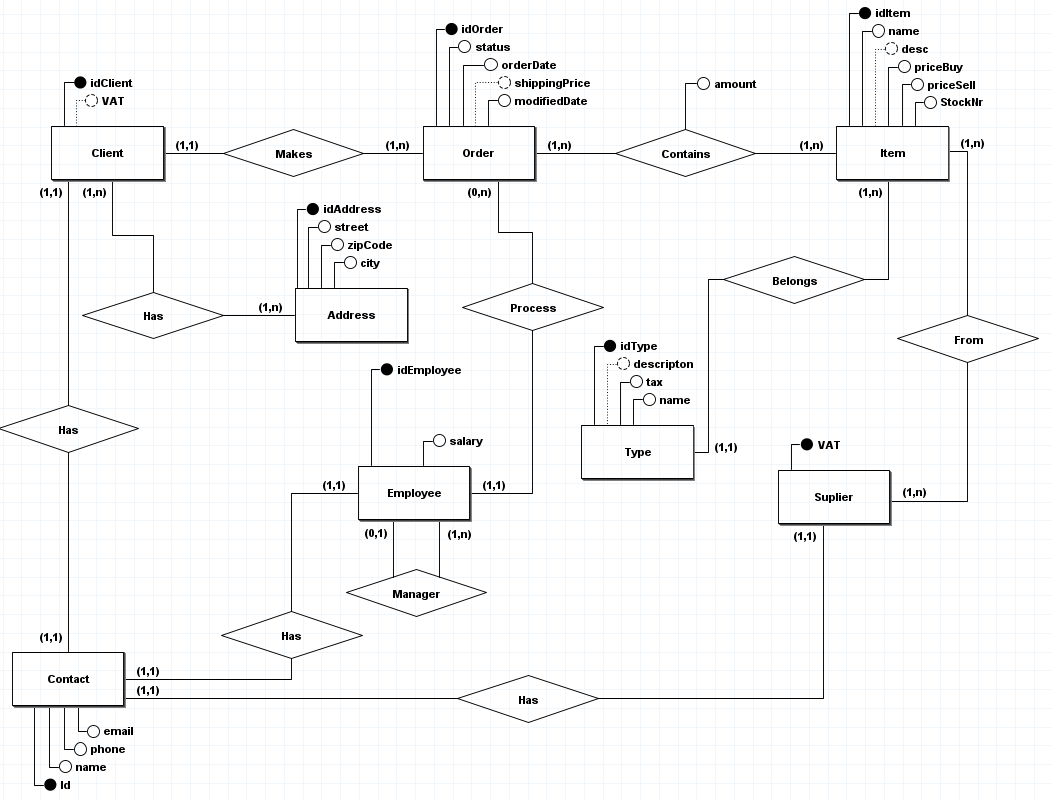 idItem
name
desc
priceBuy
priceSell
StockNr
idOrder
status
orderDate
shippingPrice
modifiedDate
amount
idClient
VAT
Client
(1,1)
Makes
(1,n)
Order
(1,n)
Contains
(1,n)
Item
(1,n)
(1,1)
(1,n)
(0,n)
(1,n)
idAddress
street
zipCode
city
Has
(1,n)
Address
Process
Belongs
From
idType
descripton
tax
name
Type
(1,1)
idEmployee
salary
Has
VAT
(1,1)
Employee
(1,1)
Suplier
(1,n)
(0,1)
(1,n)
(1,1)
Manager
Has
(1,1)
Contact
(1,1)
(1,1)
Has
email
phone
name
Id